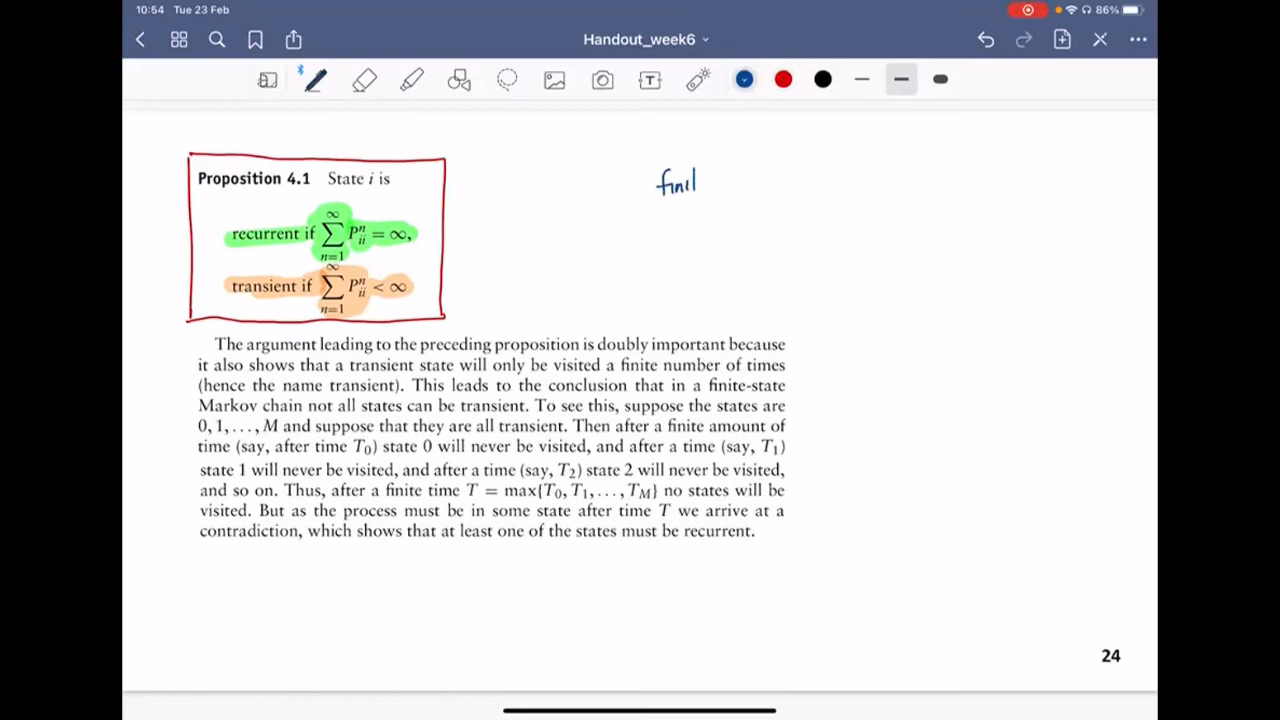 10:54 Tue 23 Feb
86%
Handout_week6
T
Proposition 4.1 State i is
recurrent if ∑_{n=1}^{∞} P_{ii}^{n} = ∞,
transient if ∑_{n=1}^{∞} P_{ii}^{n} < ∞
The argument leading to the preceding proposition is doubly important because
it also shows that a transient state will only be visited a finite number of times
(hence the name transient). This leads to the conclusion that in a finite-state
Markov chain not all states can be transient. To see this, suppose the states are
0, 1, . . . , M and suppose that they are all transient. Then after a finite amount of
time (say, after time T₀) state 0 will never be visited, and after a time (say, T₁)
state 1 will never be visited, and after a time (say, T₂) state 2 will never be visited,
and so on. Thus, after a finite time T = max{T₀, T₁, . . . , T_M} no states will be
visited. But as the process must be in some state after time T we arrive at a
contradiction, which shows that at least one of the states must be recurrent.
24